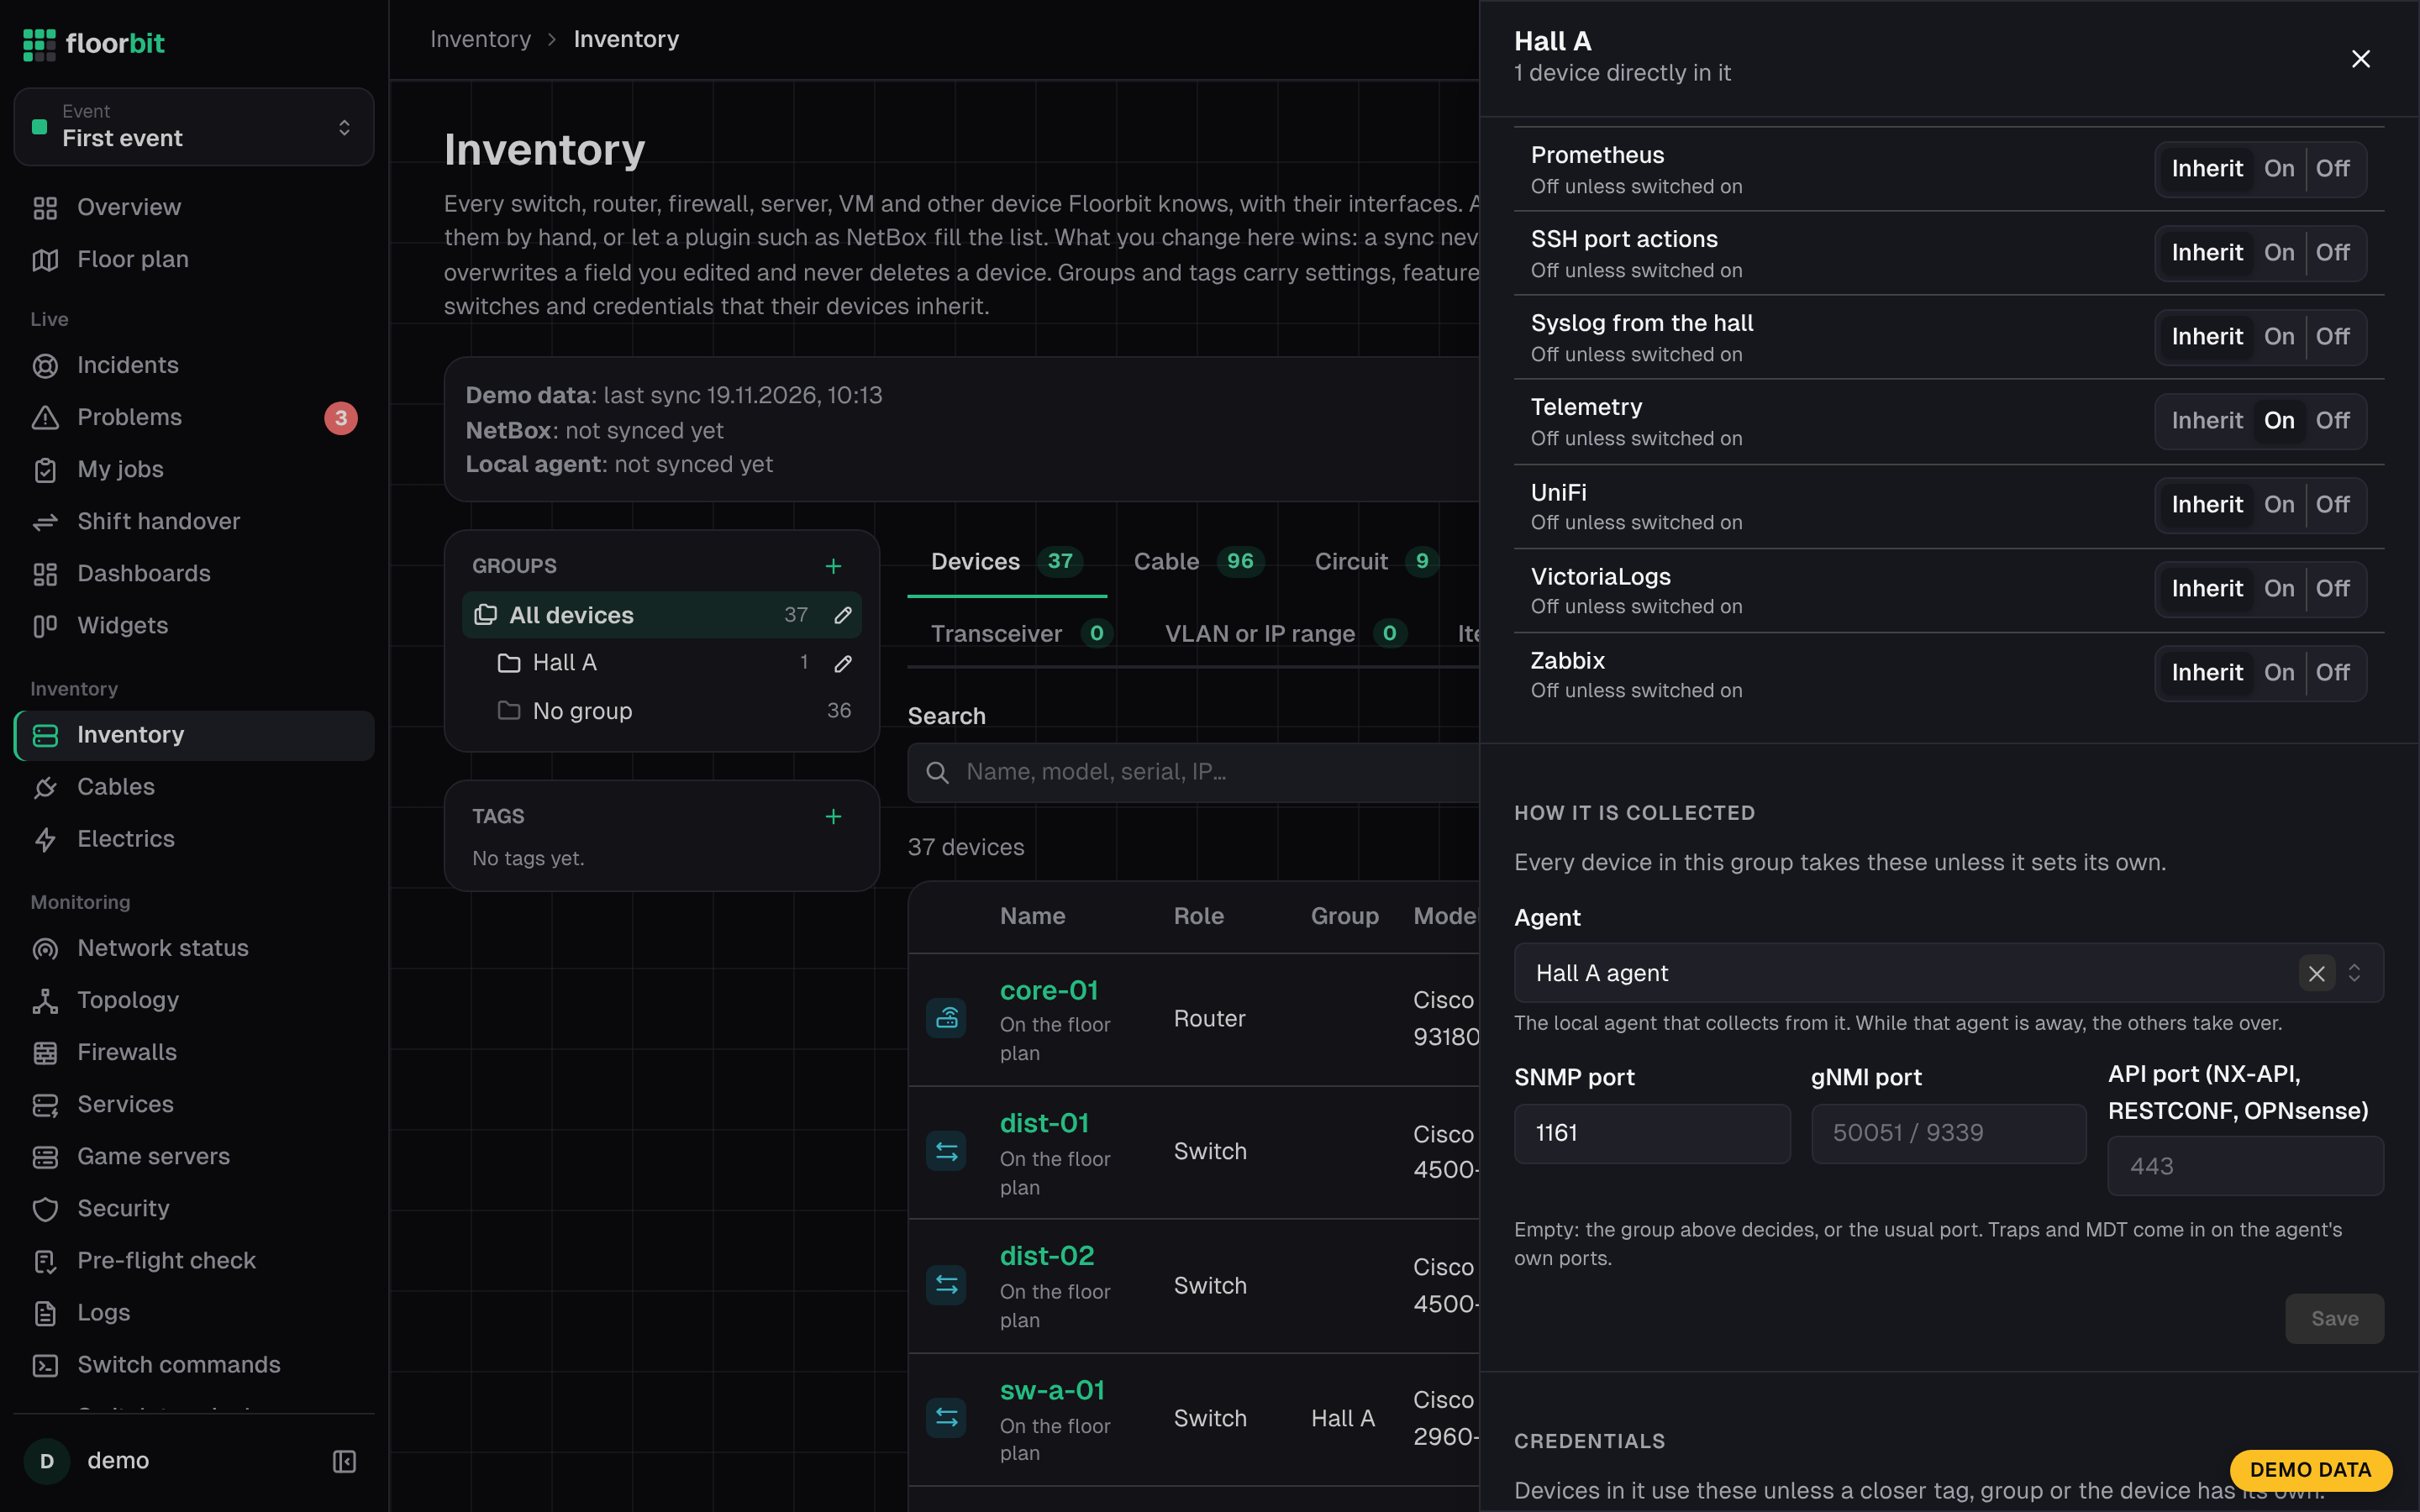 floorbit
Event
First event
Overview
Floor plan
Live
Incidents
Problems 3
My jobs
Shift handover
Dashboards
Widgets
Inventory
Inventory
Cables
Electrics
Monitoring
Network status
Topology
Firewalls
Services
Game servers
Security
Pre-flight check
Logs
Switch commands
D demo
Inventory > Inventory
Inventory
Every switch, router, firewall, server, VM and other device Floorbit knows, with their interfaces.
them by hand, or let a plugin such as NetBox fill the list. What you change here wins: a sync
overwrites a field you edited and never deletes a device. Groups and tags carry settings,
switches and credentials that their devices inherit.
Demo data: last sync 19.11.2026, 10:13
NetBox: not synced yet
Local agent: not synced yet
GROUPS
All devices 37
Hall A 1
No group 36
TAGS
No tags yet.
Devices 37 Cable 96 Circuit 9
Transceiver 0 VLAN or IP range 0
Search
Name, model, serial, IP...
37 devices
Name Role Group
core-01
On the floor
plan
Router
Cisco
93180
dist-01
On the floor
plan
Switch
Cisco
4500-
dist-02
On the floor
plan
Switch
Cisco
4500-
sw-a-01
On the floor
plan
Switch
Hall A
Cisco
2960-
Hall A
1 device directly in it
Prometheus
Off unless switched on
Inherit On Off
SSH port actions
Off unless switched on
Inherit On Off
Syslog from the hall
Off unless switched on
Inherit On Off
Telemetry
Off unless switched on
Inherit On Off
UniFi
Off unless switched on
Inherit On Off
VictoriaLogs
Off unless switched on
Inherit On Off
Zabbix
Off unless switched on
Inherit On Off
HOW IT IS COLLECTED
Every device in this group takes these unless it sets its own.
Agent
Hall A agent
The local agent that collects from it. While that agent is away, the others take over.
SNMP port
1161
gNMI port
50051 / 9339
API port (NX-API,
RESTCONF, OPNsense)
443
Empty: the group above decides, or the usual port. Traps and MDT come in on the agent's
own ports.
Save
CREDENTIALS
Devices in it use these unless a closer tag, group or the device has its own.
DEMO DATA